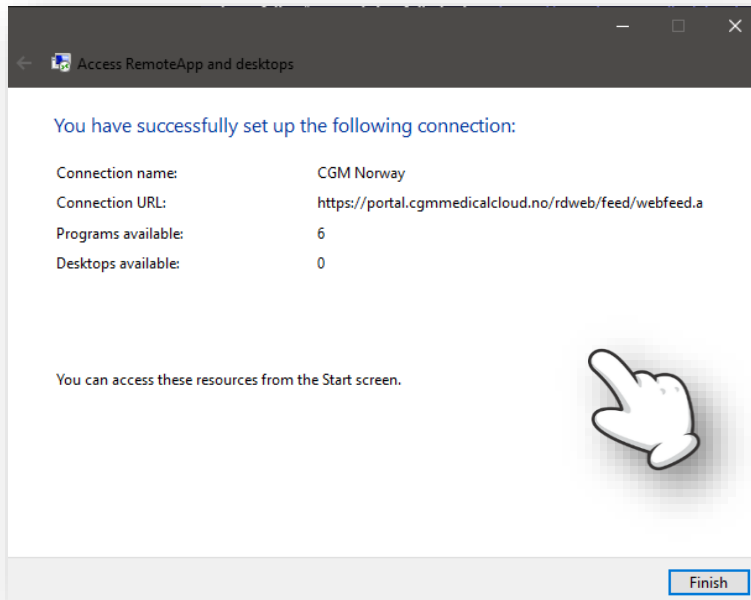 Access RemoteApp and desktops
You have successfully set up the following connection:
Connection name: CGM Norway
Connection URL: https://portal.cgmmedicalcloud.no/rdweb/feed/webfeed.a
Programs available: 6
Desktops available: 0
You can access these resources from the Start screen.
Finish